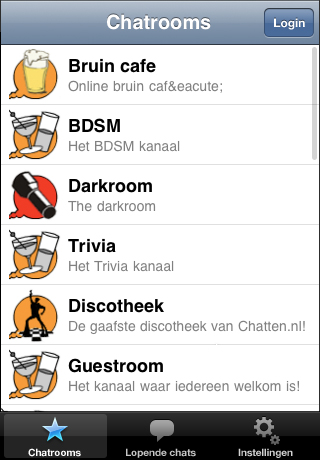 Chatrooms
Login
Bruin cafe
Online bruin caf&eacute;
BDSM
Het BDSM kanaal
Darkroom
The darkroom
Trivia
Het Trivia kanaal
Discotheek
De gaafste discotheek van Chatten.nl!
Guestroom
Het kanaal waar iedereen welkom is!
Chatrooms
Lopende chats
Instellingen